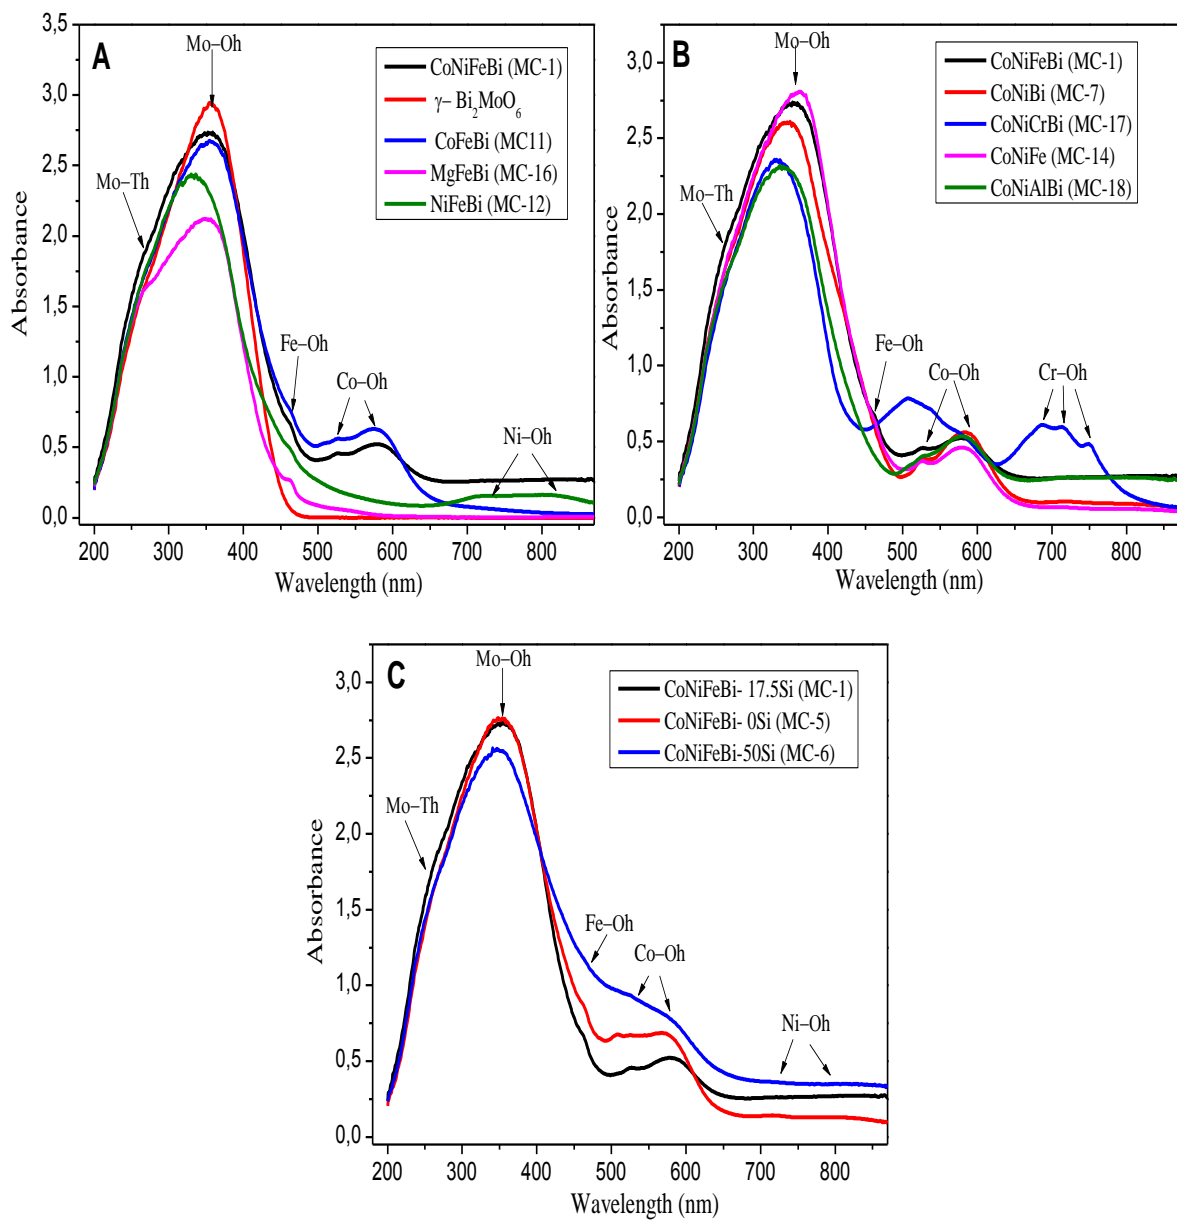 A
Mo–Oh
CoNiFeBi (MC-1)
γ– Bi₂MoO₆
CoFeBi (MC11)
MgFeBi (MC-16)
NiFeBi (MC-12)
Mo–Th
Fe–Oh
Co–Oh
Ni–Oh
3,5
3,0
2,5
2,0
1,5
1,0
0,5
0,0
Absorbance
200 300 400 500 600 700 800
Wavelength (nm)
B
Mo–Oh
CoNiFeBi (MC-1)
CoNiBi (MC-7)
CoNiCrBi (MC-17)
CoNiFe (MC-14)
CoNiAlBi (MC-18)
Mo–Th
Fe–Oh
Co–Oh
Cr–Oh
3,0
2,5
2,0
1,5
1,0
0,5
0,0
Absorbance
200 300 400 500 600 700 800
Wavelength (nm)
C
Mo–Oh
CoNiFeBi- 17.5Si (MC-1)
CoNiFeBi- 0Si (MC-5)
CoNiFeBi-50Si (MC-6)
Mo–Th
Fe–Oh
Co–Oh
Ni–Oh
3,0
2,5
2,0
1,5
1,0
0,5
0,0
Absorbance
200 300 400 500 600 700 800
Wavelength (nm)